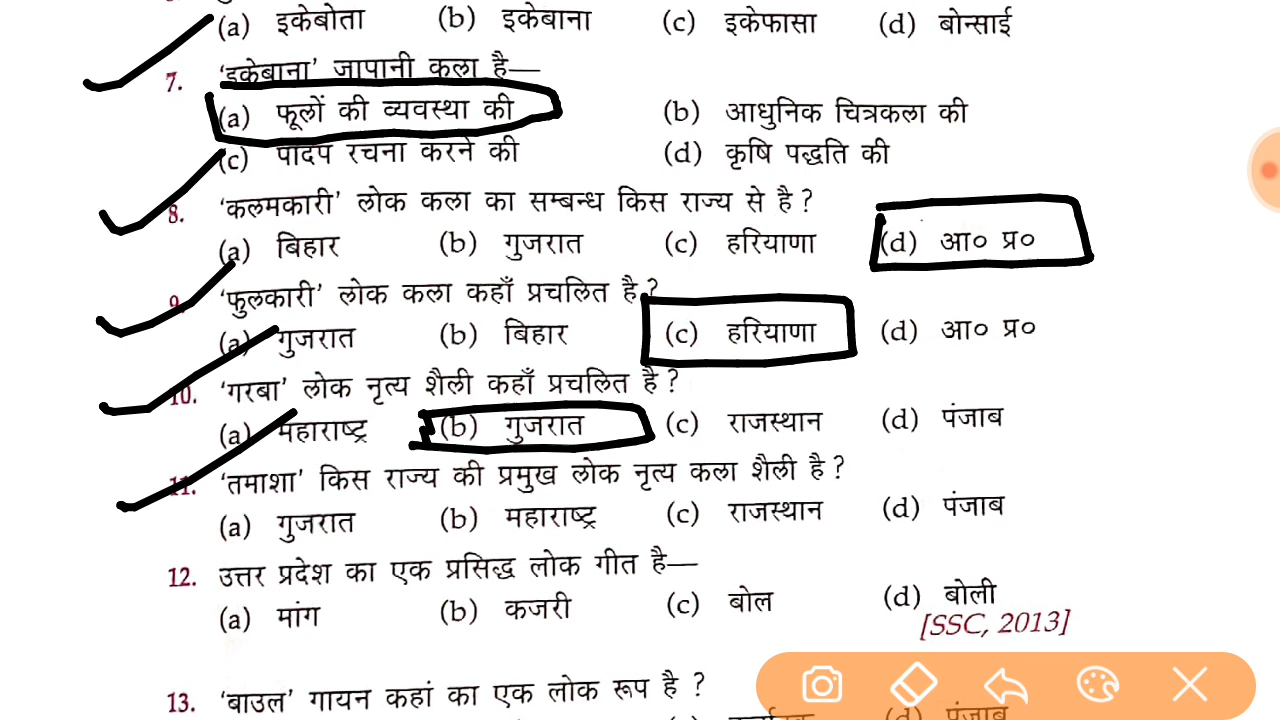 (a) इकेबोता (b) इकेबाना (c) इकेफासा (d) बोन्साई
7. 'इकेबाना' जापानी कला है—
(a) फूलों की व्यवस्था की (b) आधुनिक चित्रकला की
(c) पादप रचना करने की (d) कृषि पद्धति की
8. 'कलमकारी' लोक कला का सम्बन्ध किस राज्य से है ?
(a) बिहार (b) गुजरात (c) हरियाणा (d) आ० प्र०
9. 'फुलकारी' लोक कला कहाँ प्रचलित है ?
(a) गुजरात (b) बिहार (c) हरियाणा (d) आ० प्र०
10. 'गरबा' लोक नृत्य शैली कहाँ प्रचलित है ?
(a) महाराष्ट्र (b) गुजरात (c) राजस्थान (d) पंजाब
11. 'तमाशा' किस राज्य की प्रमुख लोक नृत्य कला शैली है ?
(a) गुजरात (b) महाराष्ट्र (c) राजस्थान (d) पंजाब
12. उत्तर प्रदेश का एक प्रसिद्ध लोक गीत है—
(a) मांग (b) कजरी (c) बोल (d) बोली
[SSC, 2013]
13. 'बाउल' गायन कहां का एक लोक रूप है ?
(d) पंजाब